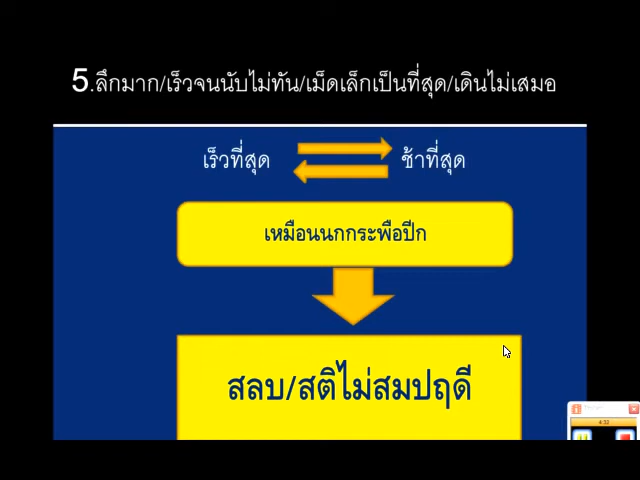 5.ลึกมาก/เร็วจนนับไม่ทัน/เม็ดเล็กเป็นที่สุด/เดินไม่เสมอ
เร็วที่สุด ช้าที่สุด
เหมือนนกกระพือปีก
สลบ/สติไม่สมปฤดี
4:32